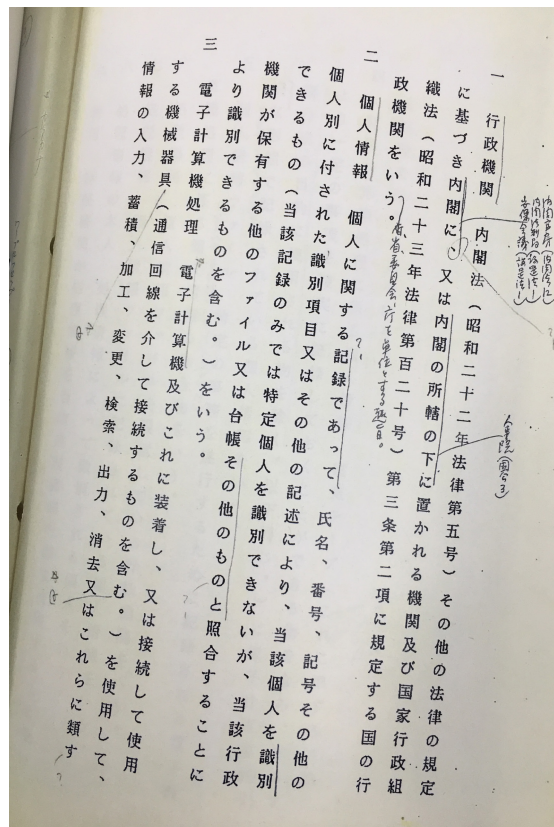 一　行政機関　内閣法（昭和二十二年法律第五号）その他の法律の規定
に基づき内閣に、又は内閣の所轄の下に置かれる機関及び国家行政組
織法（昭和二十三年法律第百二十号）第三条第二項に規定する国の行
政機関をいう。
二　個人情報　個人に関する記録であって、氏名、番号、記号その他の
個人別に付された識別項目又はその他の記述により、当該個人を識別
できるもの（当該記録のみでは特定個人を識別できないが、当該行政
機関が保有する他のファイル又は台帳その他のものと照合することに
より識別できるものを含む。）をいう。
三　電子計算機処理　電子計算機及びこれに装着し、又は接続して使用
する機械器具（通信回線を介して接続するものを含む。）を使用して、
情報の入力、蓄積、加工、変更、検索、出力、消去又はこれらに類す